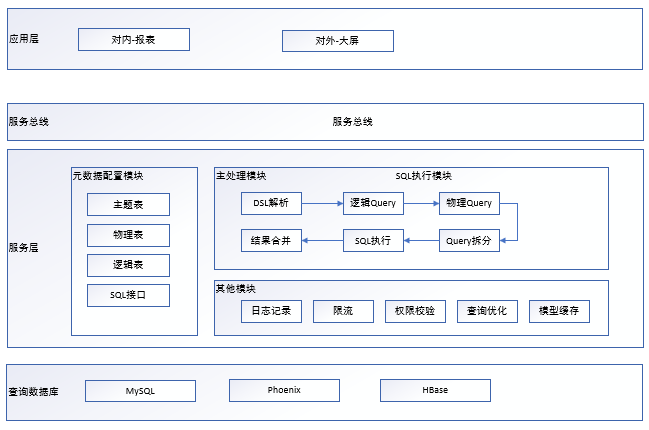 应用层
对内-报表
对外-大屏
服务总线
服务总线
服务层
元数据配置模块
主题表
物理表
逻辑表
SQL接口
主处理模块
SQL执行模块
DSL解析
逻辑Query
物理Query
结果合并
SQL执行
Query拆分
其他模块
日志记录
限流
权限校验
查询优化
模型缓存
查询数据库
MySQL
Phoenix
HBase